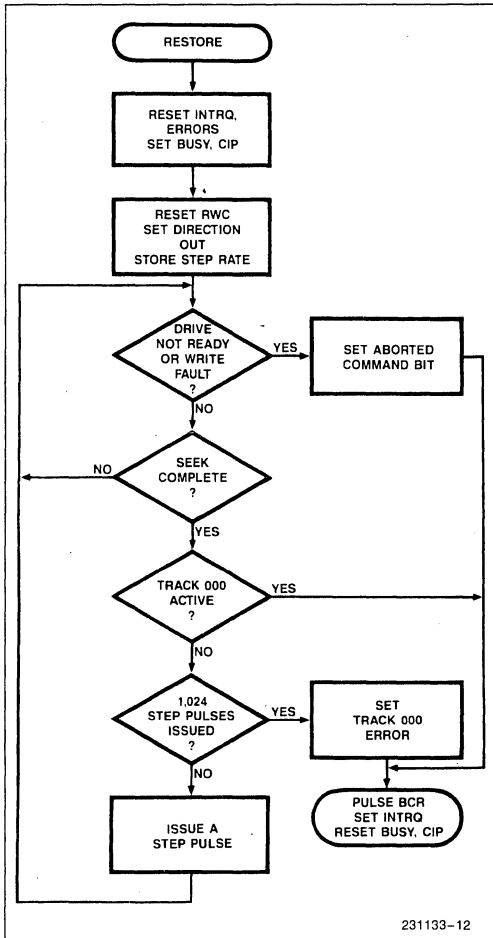 RESTORE
RESET INTRQ,
ERRORS
SET BUSY, CIP
RESET RWC
SET DIRECTION
OUT
STORE STEP RATE
DRIVE
NOT READY
OR WRITE
FAULT
?
YES
SET ABORTED
COMMAND BIT
NO
SEEK
COMPLETE
?
NO
YES
TRACK 000
ACTIVE
?
YES
NO
1,024
STEP PULSES
ISSUED
?
YES
SET
TRACK 000
ERROR
NO
ISSUE A
STEP PULSE
PULSE BCR
SET INTRQ
RESET BUSY, CIP
231133-12